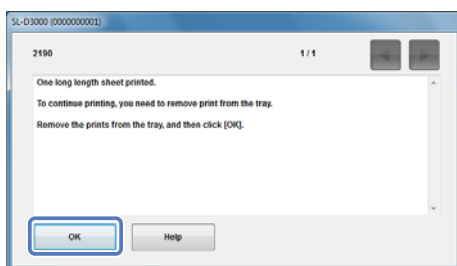 SL-D3000 (0000000001)
2190 1 / 1
One long length sheet printed.
To continue printing, you need to remove print from the tray.
Remove the prints from the tray, and then click [OK].
OK Help